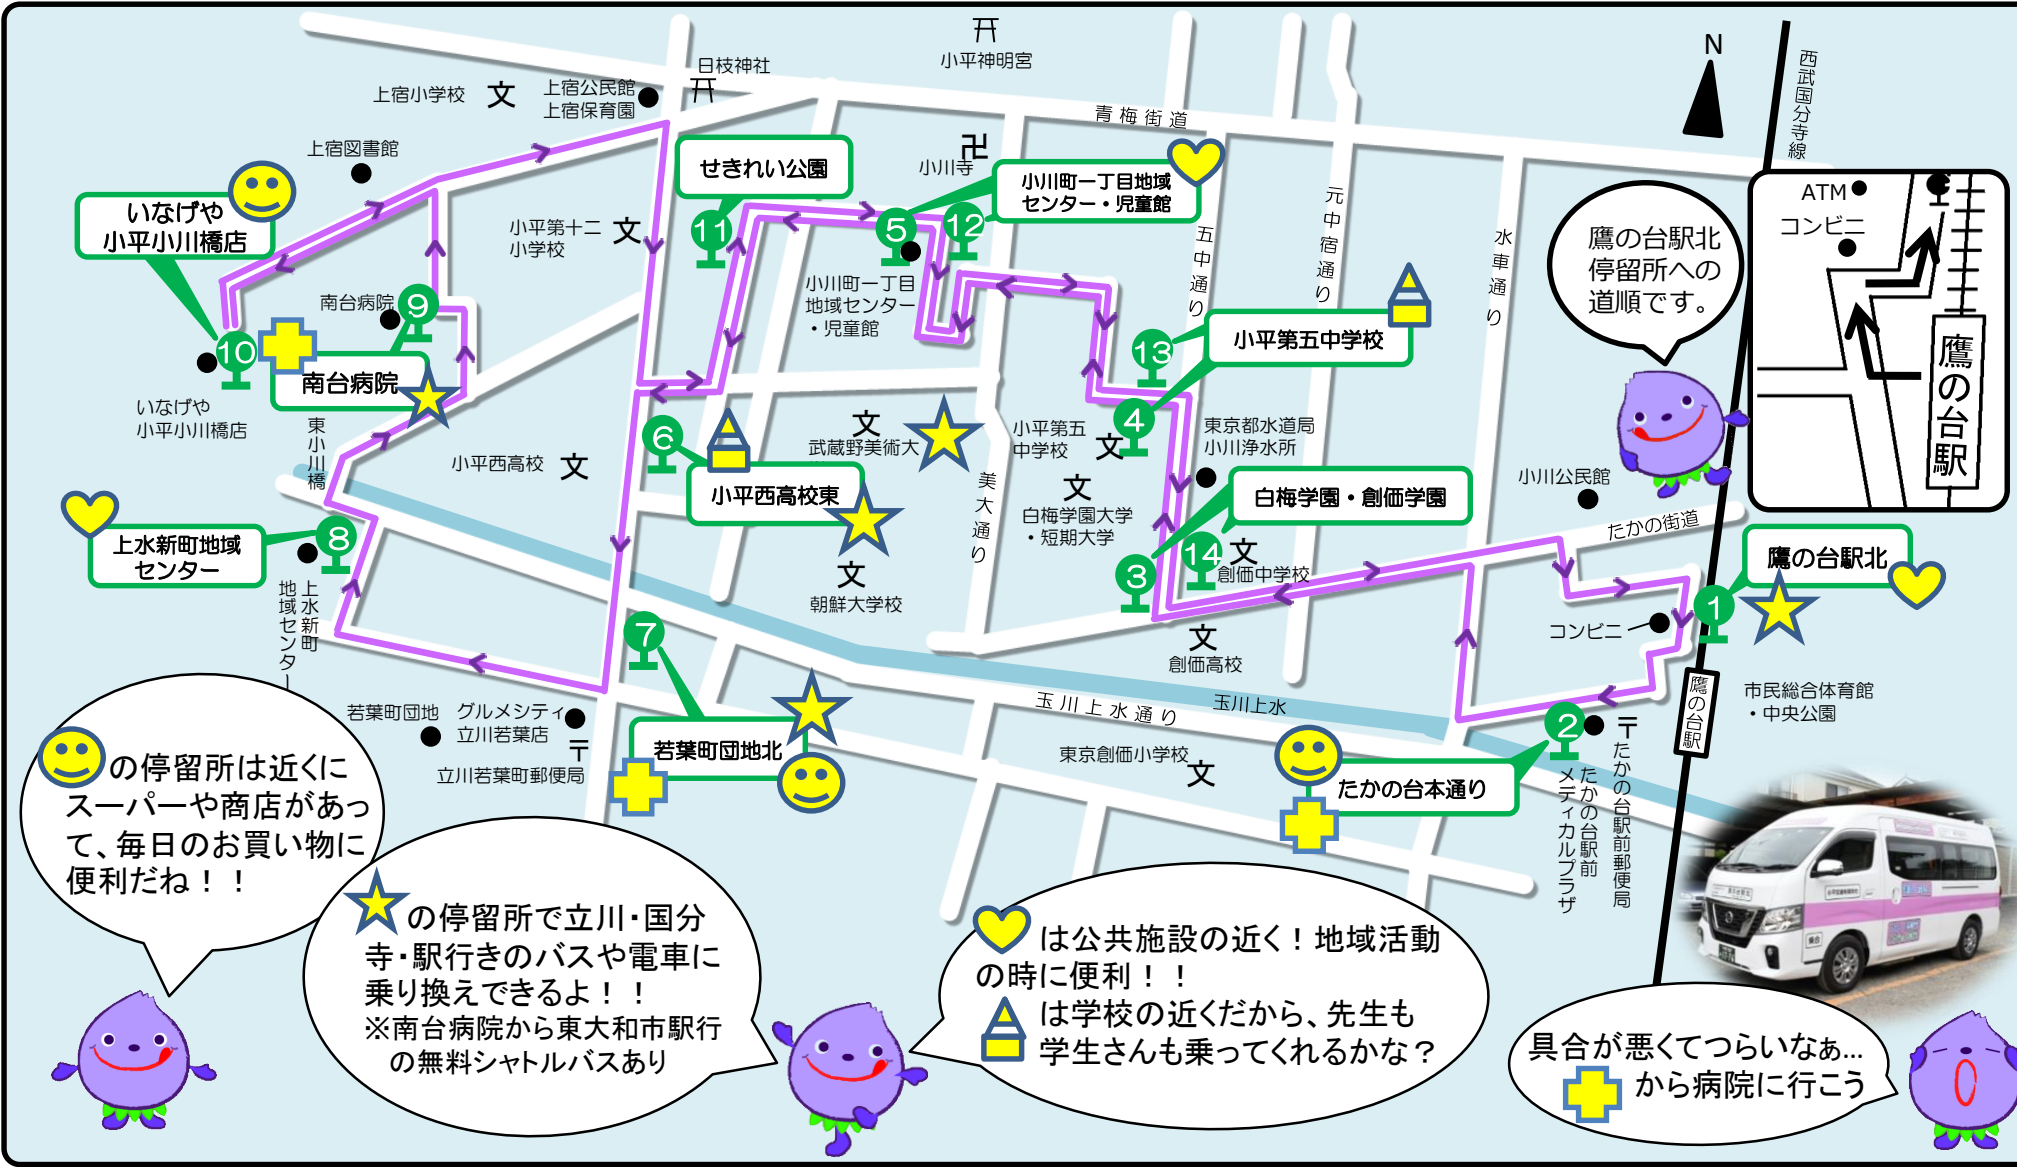 小平神明宮
日枝神社
上宿小学校
文
上宿公民館
上宿保育園
上宿図書館
青梅街道
N
西武国分寺線
せきれい公園
小川寺
小川町一丁目地域
センター・児童館
いなげや
小平小川橋店
小平第十二
小学校
文
11
5
12
小川町一丁目
地域センター
・児童館
五中通り
元中宿通り
水車通り
鷹の台駅北
停留所への
道順です。
ATM
コンビニ
鷹の台駅
南台病院
9
10
南台病院
いなげや
小平小川橋店
東小川橋
13
小平第五中学校
4
6
文
武蔵野美術大
小平第五
中学校
文
東京都水道局
小川浄水所
小平西高校
文
小平西高校東
美大通り
文
白梅学園大学
・短期大学
白梅学園・創価学園
小川公民館
たかの街道
上水新町地域
センター
8
上水新町
地域センター
文
朝鮮大学校
3
14
文
創価中学校
鷹の台駅北
1
コンビニ
7
文
創価高校
鷹の台駅
市民総合体育館
・中央公園
若葉町団地
グルメシティ
立川若葉店
〒
立川若葉町郵便局
若葉町団地北
玉川上水通り
玉川上水
東京創価小学校
文
たかの台本通り
2
〒
たかの台駅前郵便局
たかの台駅前
メディカルプラザ
の停留所は近くに
スーパーや商店があっ
て、毎日のお買い物に
便利だね！！
の停留所で立川・国分
寺・駅行きのバスや電車に
乗り換えできるよ！！
※南台病院から東大和市駅行
の無料シャトルバスあり
は公共施設の近く！地域活動
の時に便利！！
は学校の近くだから、先生も
学生さんも乗ってくれるかな？
具合が悪くてつらいなぁ…
から病院に行こう